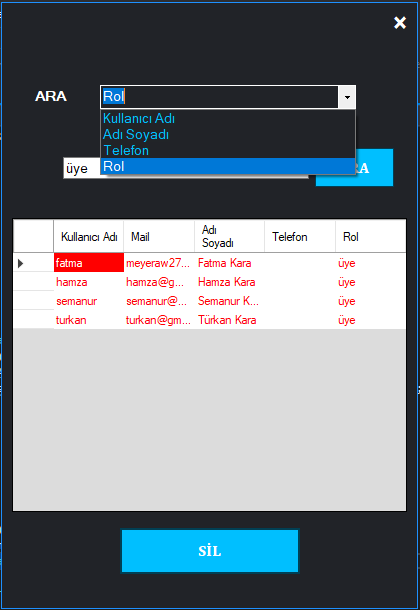 ARA
Rol
Kullanıcı Adı
Adı Soyadı
Telefon
Rol
üye
Kullanıcı Adı Mail Adı Soyadı Telefon Rol
fatma meyeraw27... Fatma Kara üye
hamza hamza@g... Hamza Kara üye
semanur semanur@... Semanur K... üye
turkan turkan@gm... Türkan Kara üye
SİL